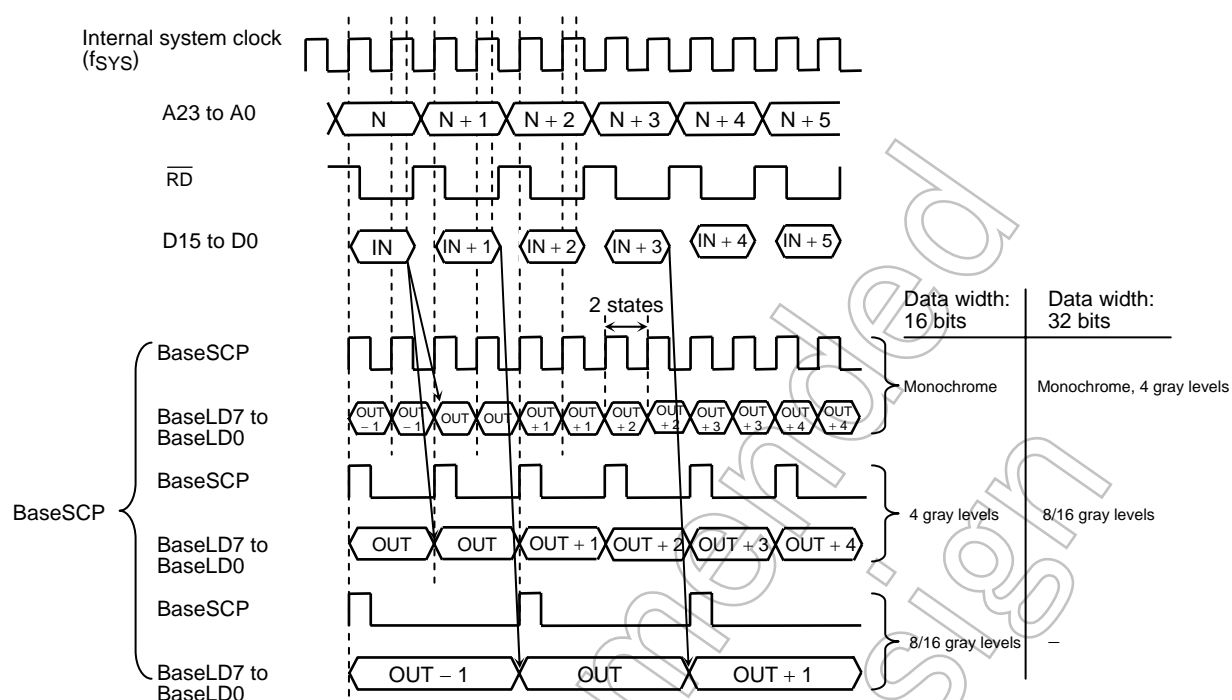 Internal system clock
(fSYS)
A23 to A0
N
N + 1
N + 2
N + 3
N + 4
N + 5
RD
D15 to D0
IN
IN + 1
IN + 2
IN + 3
IN + 4
IN + 5
2 states
Data width:
16 bits
Data width:
32 bits
BaseSCP
BaseSCP
BaseLD7 to
BaseLD0
OUT
− 1
OUT
− 1
OUT
OUT
OUT
+ 1
OUT
+ 1
OUT
+ 2
OUT
+ 2
OUT
+ 3
OUT
+ 3
OUT
+ 4
OUT
+ 4
Monochrome
Monochrome, 4 gray levels
BaseSCP
BaseLD7 to
BaseLD0
OUT
OUT
OUT + 1
OUT + 2
OUT + 3
OUT + 4
4 gray levels
8/16 gray levels
BaseSCP
BaseLD7 to
BaseLD0
OUT − 1
OUT
OUT + 1
8/16 gray levels
−
mended
sign